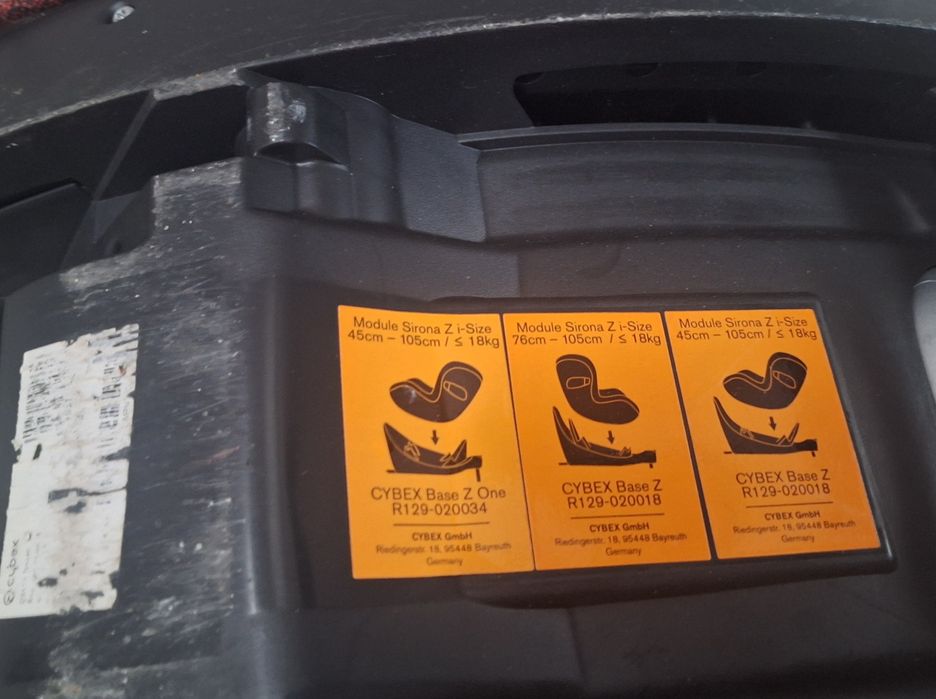 Module Sirona Z i-Size
45cm – 105cm / ≤ 18kg
CYBEX Base Z One
R129-020034
CYBEX GmbH
Riedingerstr. 18, 95448 Bayreuth
Germany
Module Sirona Z i-Size
76cm – 105cm / ≤ 18kg
CYBEX Base Z
R129-020018
CYBEX GmbH
Riedingerstr. 18, 95448 Bayreuth
Germany
Module Sirona Z i-Size
45cm – 105cm / ≤ 18kg
CYBEX Base Z
R129-020018
CYBEX GmbH
Riedingerstr. 18, 95448 Bayreuth
Germany
cybex